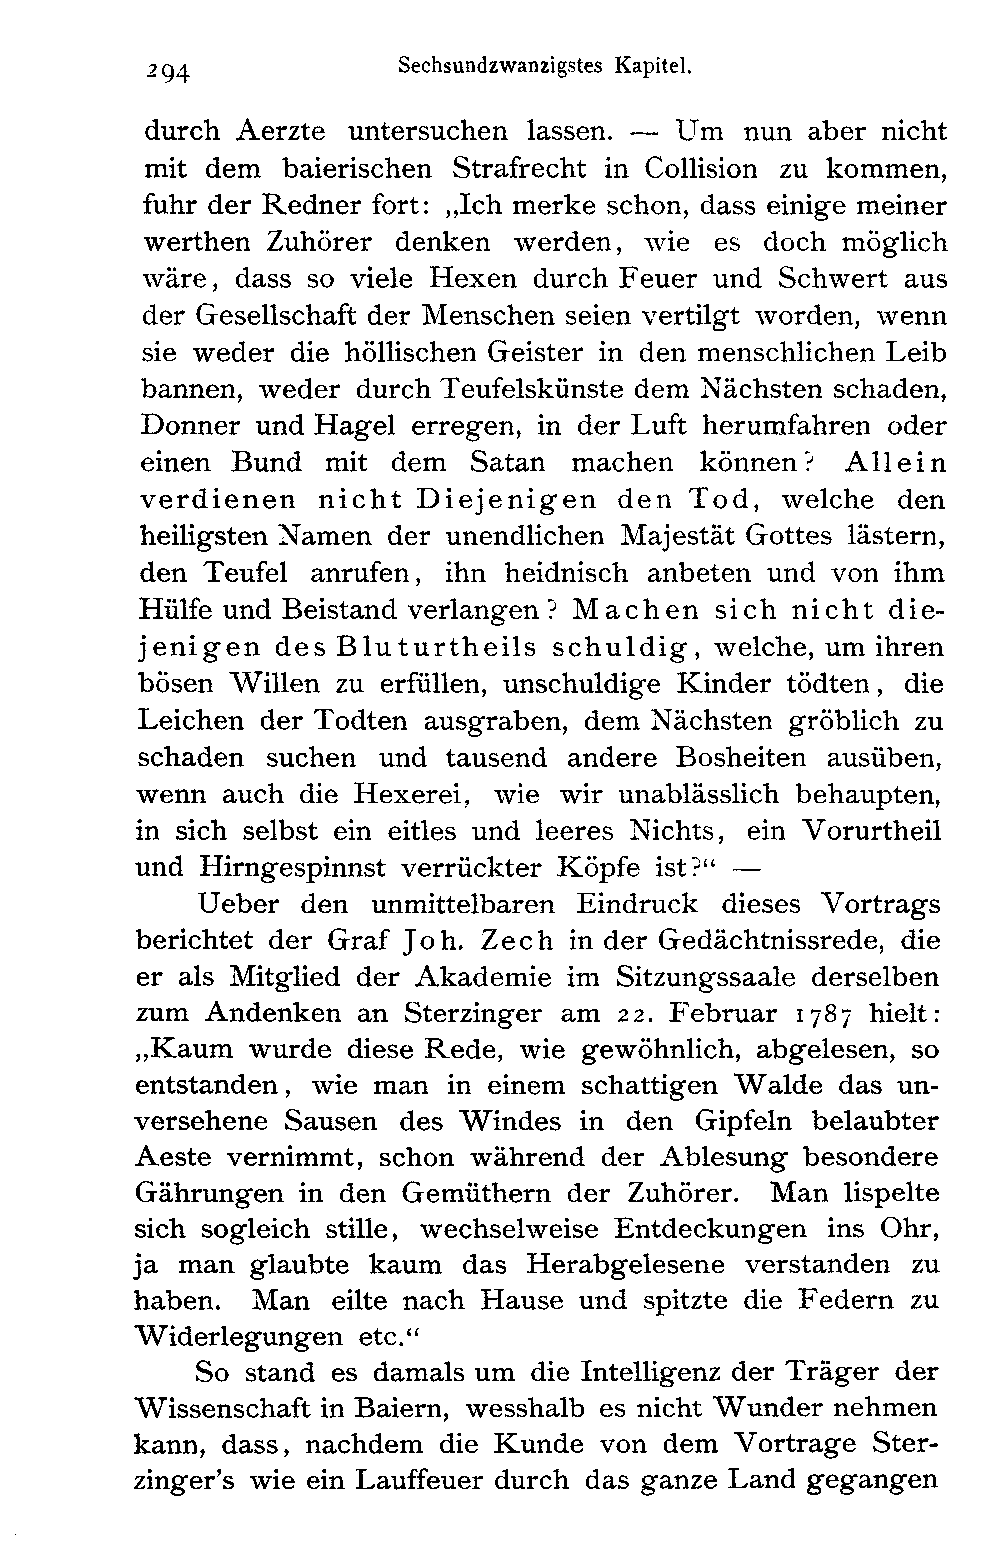 294 Sechsundzwanzigstes Kapitel.
durch Aerzte untersuchen lassen. — Um nun aber nicht
mit dem baierischen Strafrecht in Collision zu kommen,
fuhr der Redner fort: „Ich merke schon, dass einige meiner
werthen Zuhörer denken werden, wie es doch möglich
wäre, dass so viele Hexen durch Feuer und Schwert aus
der Gesellschaft der Menschen seien vertilgt worden, wenn
sie weder die höllischen Geister in den menschlichen Leib
bannen, weder durch Teufelskünste dem Nächsten schaden,
Donner und Hagel erregen, in der Luft herumfahren oder
einen Bund mit dem Satan machen können? Allein
verdienen nicht Diejenigen den Tod, welche den
heiligsten Namen der unendlichen Majestät Gottes lästern,
den Teufel anrufen, ihn heidnisch anbeten und von ihm
Hülfe und Beistand verlangen? Machen sich nicht die-
jenigen des Bluturtheils schuldig, welche, um ihren
bösen Willen zu erfüllen, unschuldige Kinder tödten, die
Leichen der Todten ausgraben, dem Nächsten gröblich zu
schaden suchen und tausend andere Bosheiten ausüben,
wenn auch die Hexerei, wie wir unablässlich behaupten,
in sich selbst ein eitles und leeres Nichts, ein Vorurtheil
und Hirngespinnst verrückter Köpfe ist?“ —
Ueber den unmittelbaren Eindruck dieses Vortrags
berichtet der Graf Joh. Zech in der Gedächtnissrede, die
er als Mitglied der Akademie im Sitzungssaale derselben
zum Andenken an Sterzinger am 22. Februar 1787 hielt:
„Kaum wurde diese Rede, wie gewöhnlich, abgelesen, so
entstanden, wie man in einem schattigen Walde das un-
versehene Sausen des Windes in den Gipfeln belaubter
Aeste vernimmt, schon während der Ablesung besondere
Gährungen in den Gemüthern der Zuhörer. Man lispelte
sich sogleich stille, wechselweise Entdeckungen ins Ohr,
ja man glaubte kaum das Herabgelesene verstanden zu
haben. Man eilte nach Hause und spitzte die Federn zu
Widerlegungen etc.“
So stand es damals um die Intelligenz der Träger der
Wissenschaft in Baiern, wesshalb es nicht Wunder nehmen
kann, dass, nachdem die Kunde von dem Vortrage Ster-
zinger's wie ein Lauffeuer durch das ganze Land gegangen